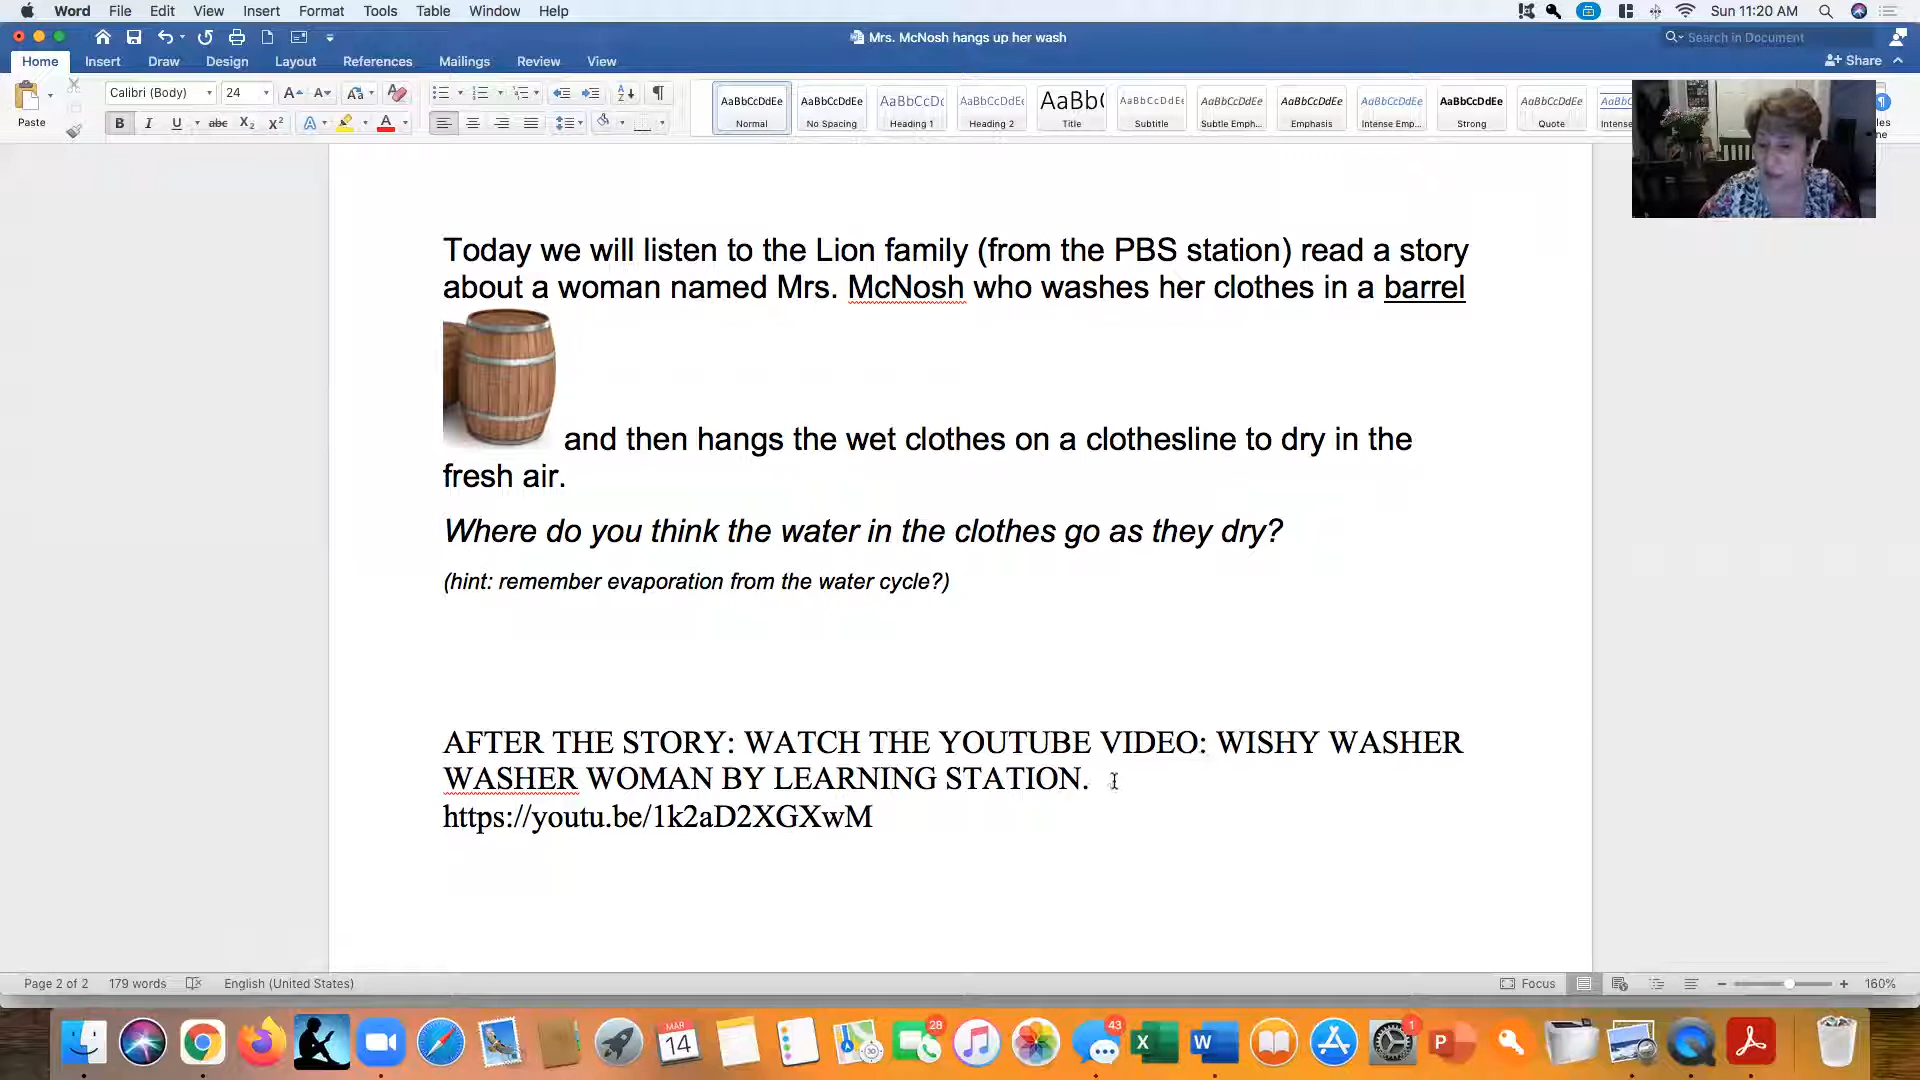 Word File Edit View Insert Format Tools Table Window Help Sun 11:20 AM
Mrs. McNosh hangs up her wash Search in Document
Home Insert Draw Design Layout References Mailings Review View Share
Paste Calibri (Body) 24
AaBbCcDdEe AaBbCcDdEe AaBbCcDc AaBbCcDdEe AaBb( AaBbCcDdEe AaBbCcDdEe AaBbCcDdEe AaBbCcDdEe AaBbCcDdEe AaBbCcDdEe
Normal No Spacing Heading 1 Heading 2 Title Subtitle Subtle Emph... Emphasis Intense Emp... Strong Quote
Today we will listen to the Lion family (from the PBS station) read a story
about a woman named Mrs. McNosh who washes her clothes in a barrel
and then hangs the wet clothes on a clothesline to dry in the
fresh air.
Where do you think the water in the clothes go as they dry?
(hint: remember evaporation from the water cycle?)
AFTER THE STORY: WATCH THE YOUTUBE VIDEO: WISHY WASHER
WASHER WOMAN BY LEARNING STATION.
https://youtu.be/1k2aD2XGXwM
Page 2 of 2 179 words English (United States) Focus 160%
MAR
14
28
43
1